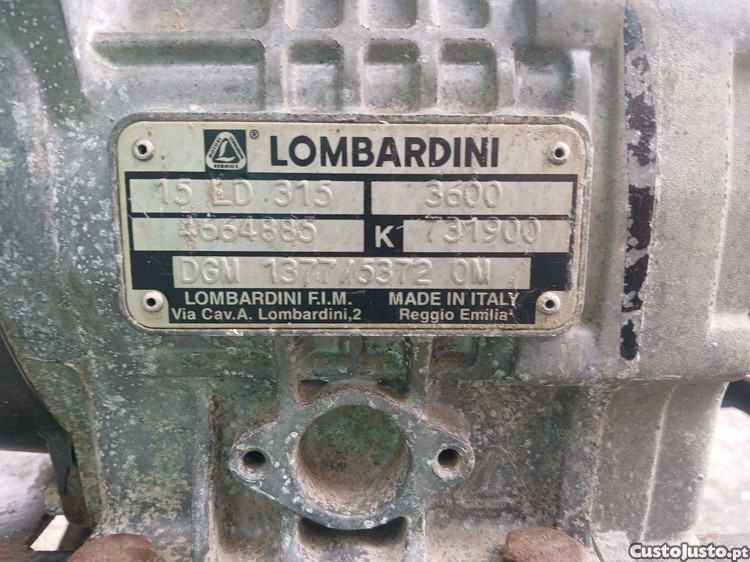 ® LOMBARDINI
15 LD 315 3600
4664885 K 731900
DGM 1377/5372 OM
LOMBARDINI F.I.M. MADE IN ITALY
Via Cav.A. Lombardini,2 Reggio Emilia
CustoJusto.pt